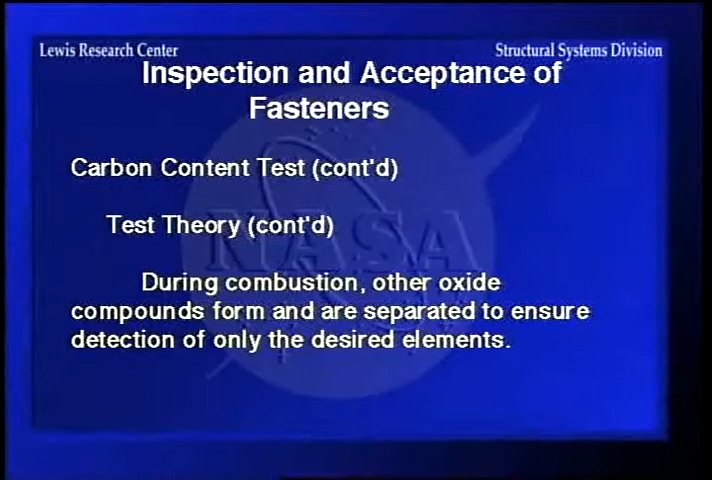 Lewis Research Center
Structural Systems Division
Inspection and Acceptance of
Fasteners
NASA
Carbon Content Test (cont'd)
Test Theory (cont'd)
During combustion, other oxide
compounds form and are separated to ensure
detection of only the desired elements.